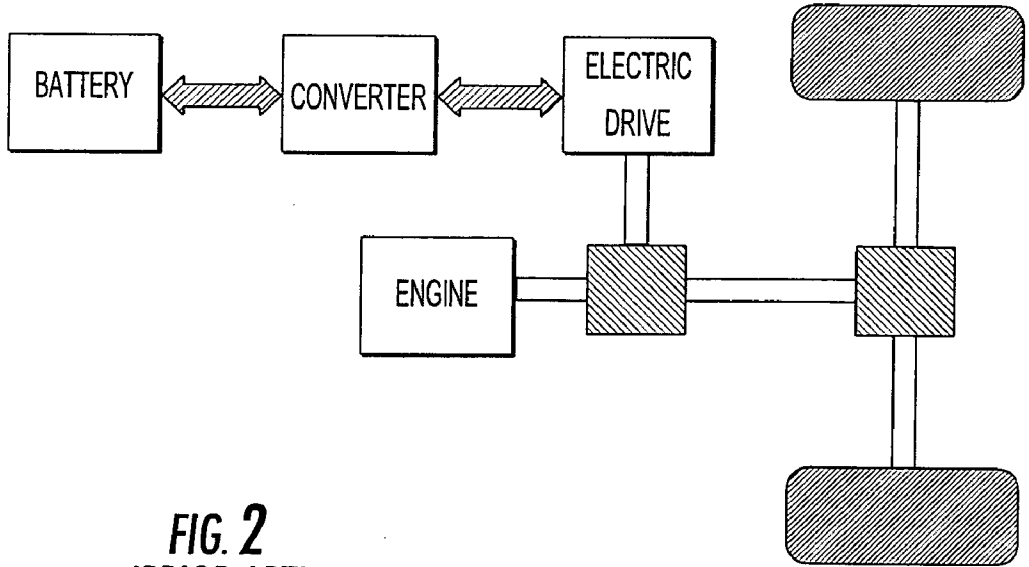 BATTERY
CONVERTER
ELECTRIC
DRIVE
ENGINE
FIG. 2